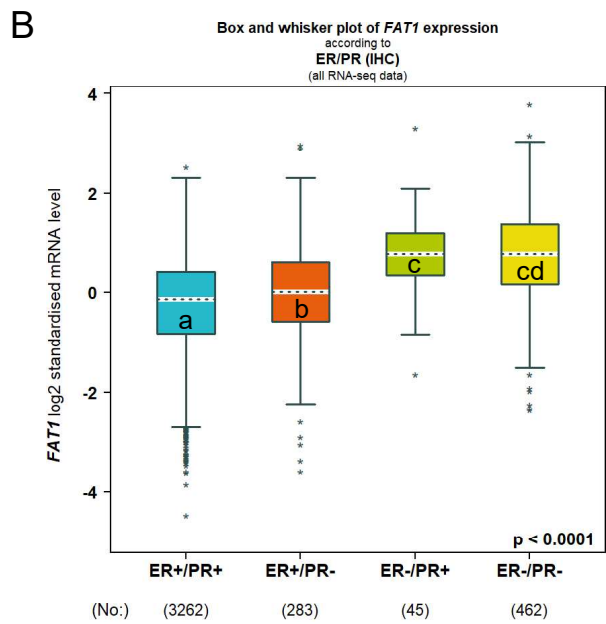 B
Box and whisker plot of FAT1 expression
according to
ER/PR (IHC)
(all RNA-seq data)
FAT1 log2 standardised mRNA level
4
2
0
-2
-4
a
b
c
cd
p < 0.0001
ER+/PR+ ER+/PR- ER-/PR+ ER-/PR-
(No:) (3262) (283) (45) (462)